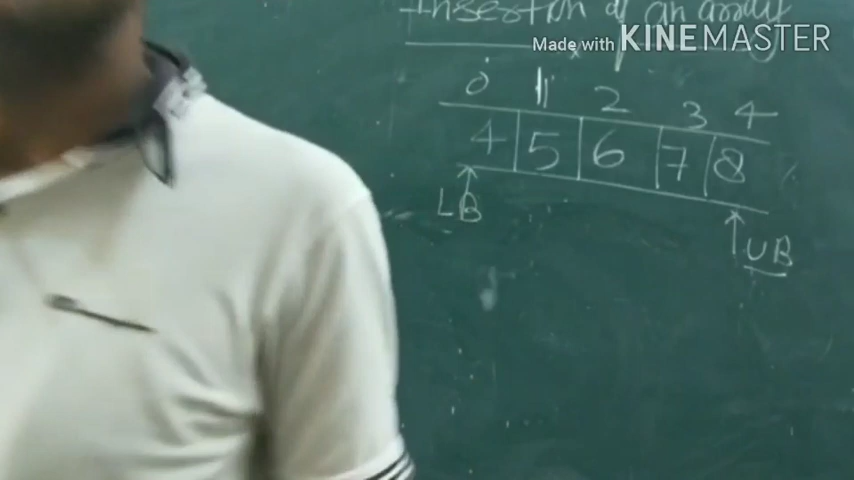 Insertion of an array
Made with KINEMASTER
0 1 2 3 4
4 5 6 7 8
LB
UB